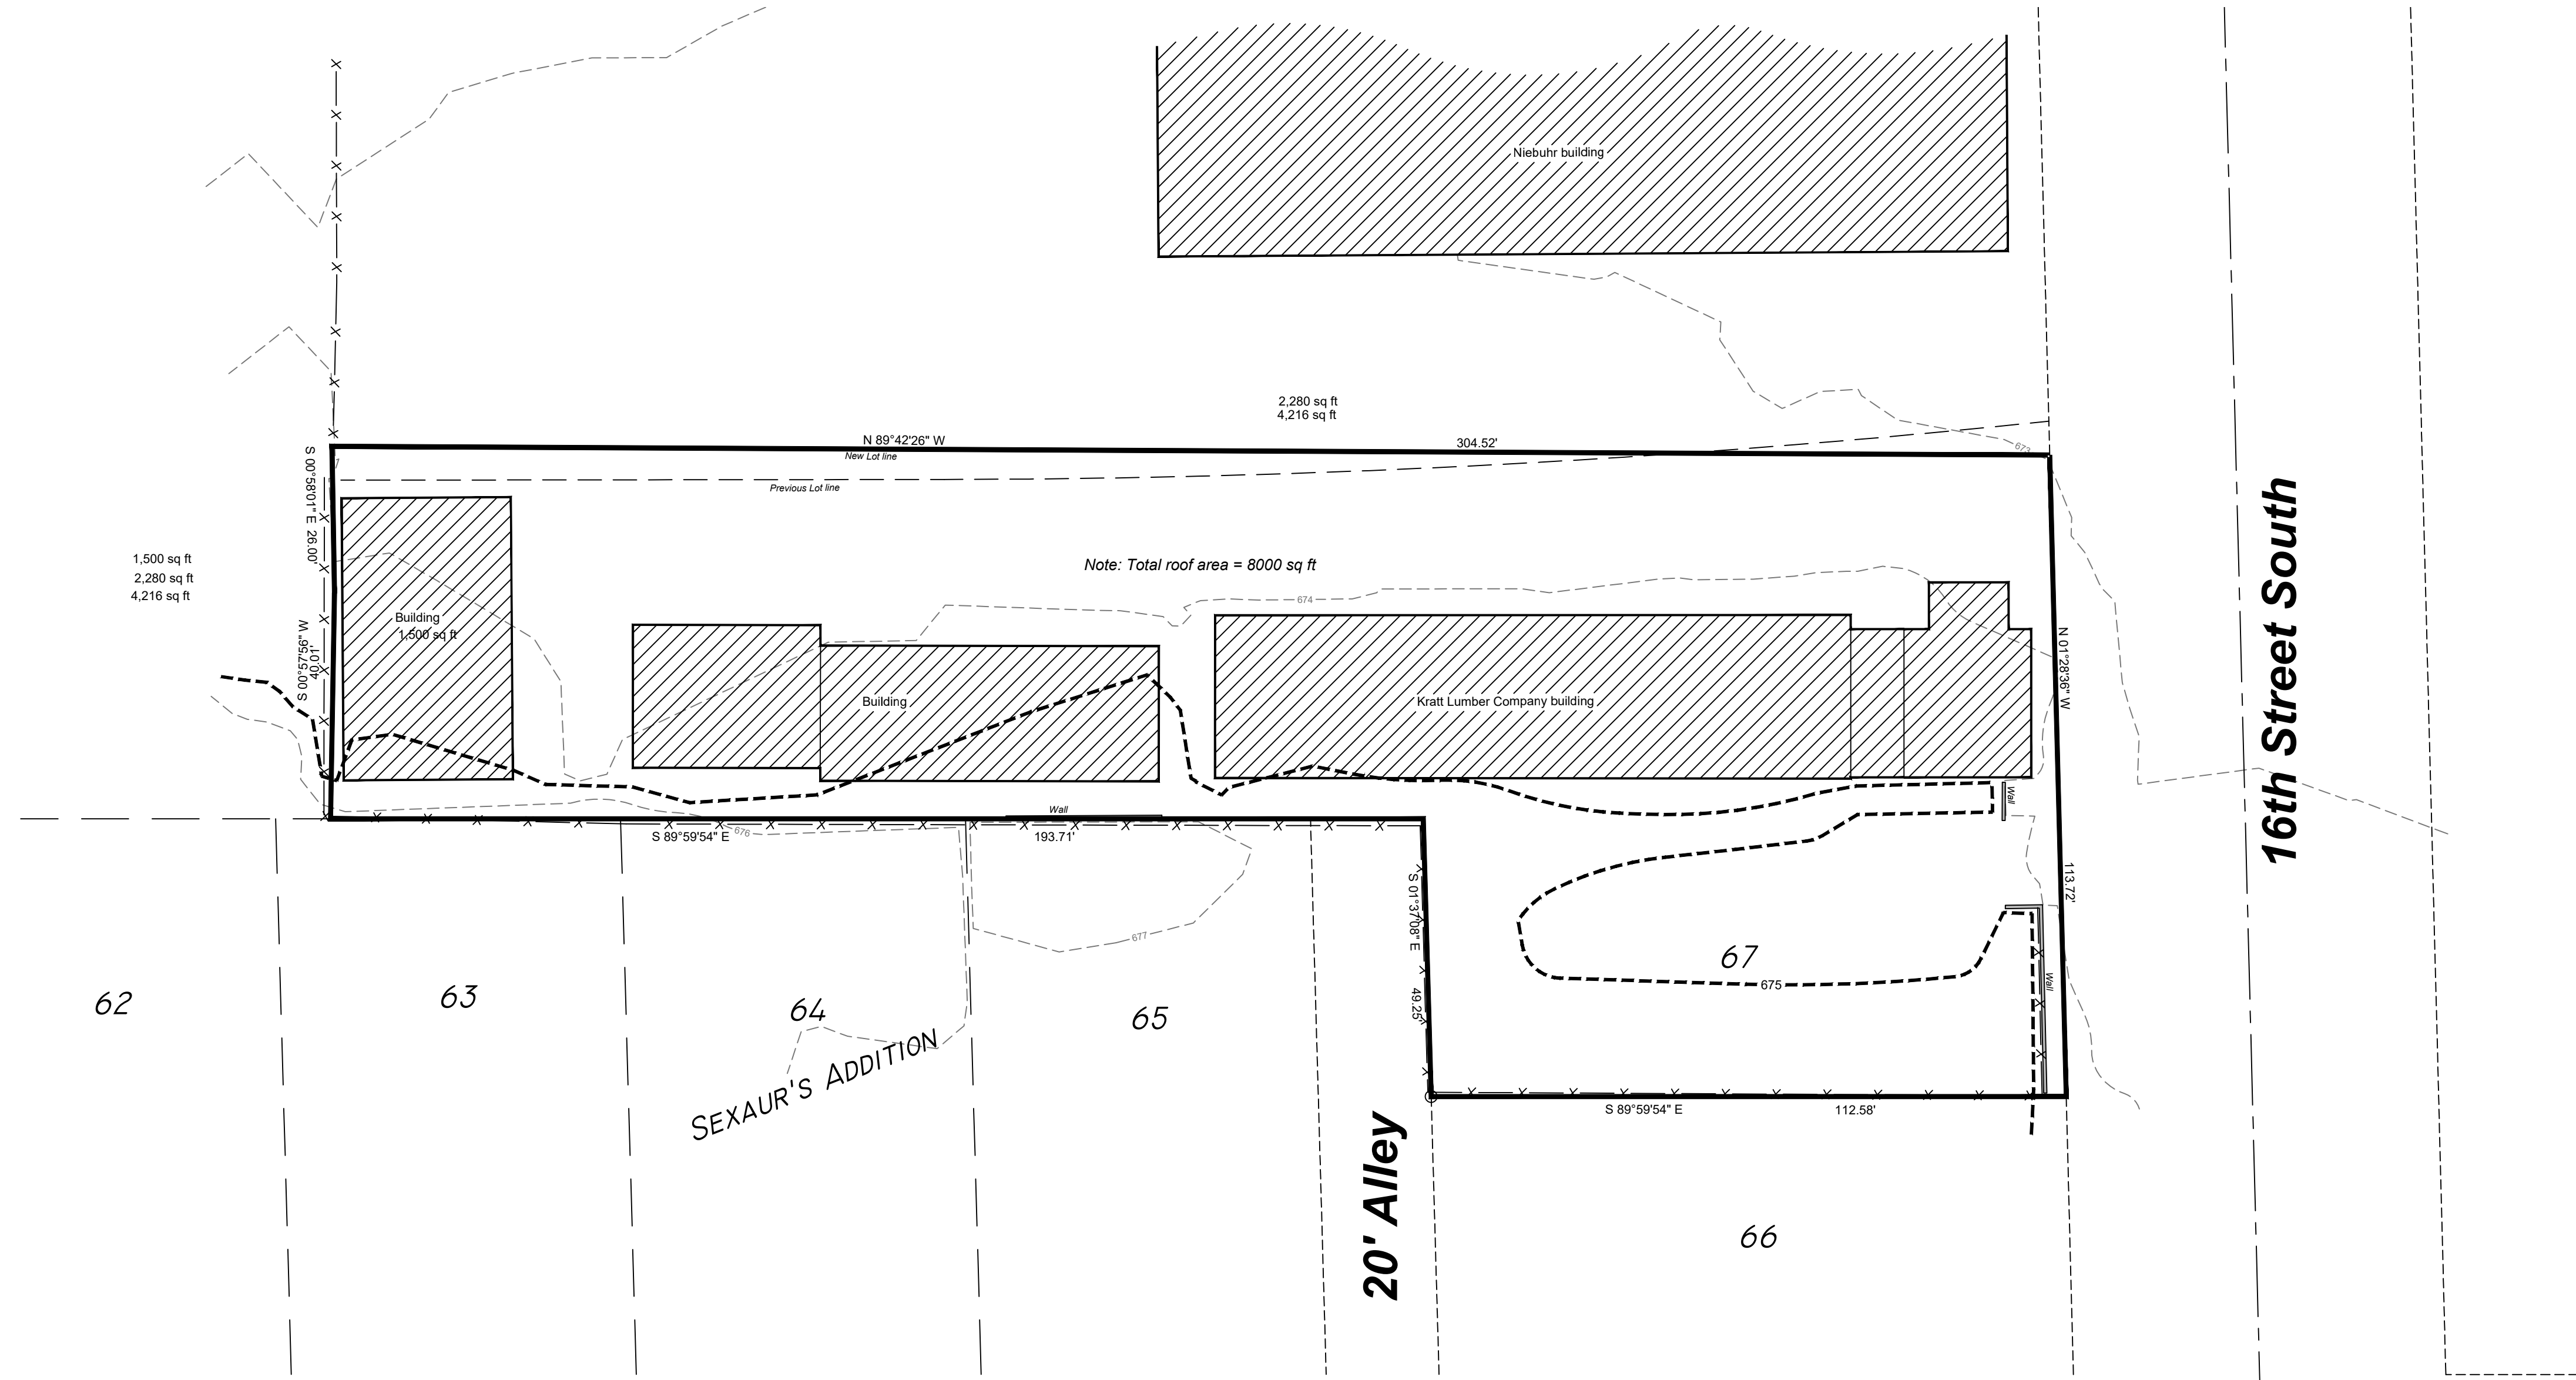 Niebuhr building
2,280 sq ft
4,216 sq ft
N 89°42'26" W
304.52'
673
New Lot line
Previous Lot line
S 00°58'01" E 26.00'
1,500 sq ft
2,280 sq ft
4,216 sq ft
Note: Total roof area = 8000 sq ft
674
Building
1,500 sq ft
S 00°57'56" W
40.01'
Building
Kratt Lumber Company building
N 01°28'36" W
113.72'
16th Street South
Wall
Wall
676
S 89°59'54" E
193.71'
S 01°37'08" E
49.25'
677
67
675
Wall
62
63
64
65
Sexaur's Addition
S 89°59'54" E
112.58'
20' Alley
66